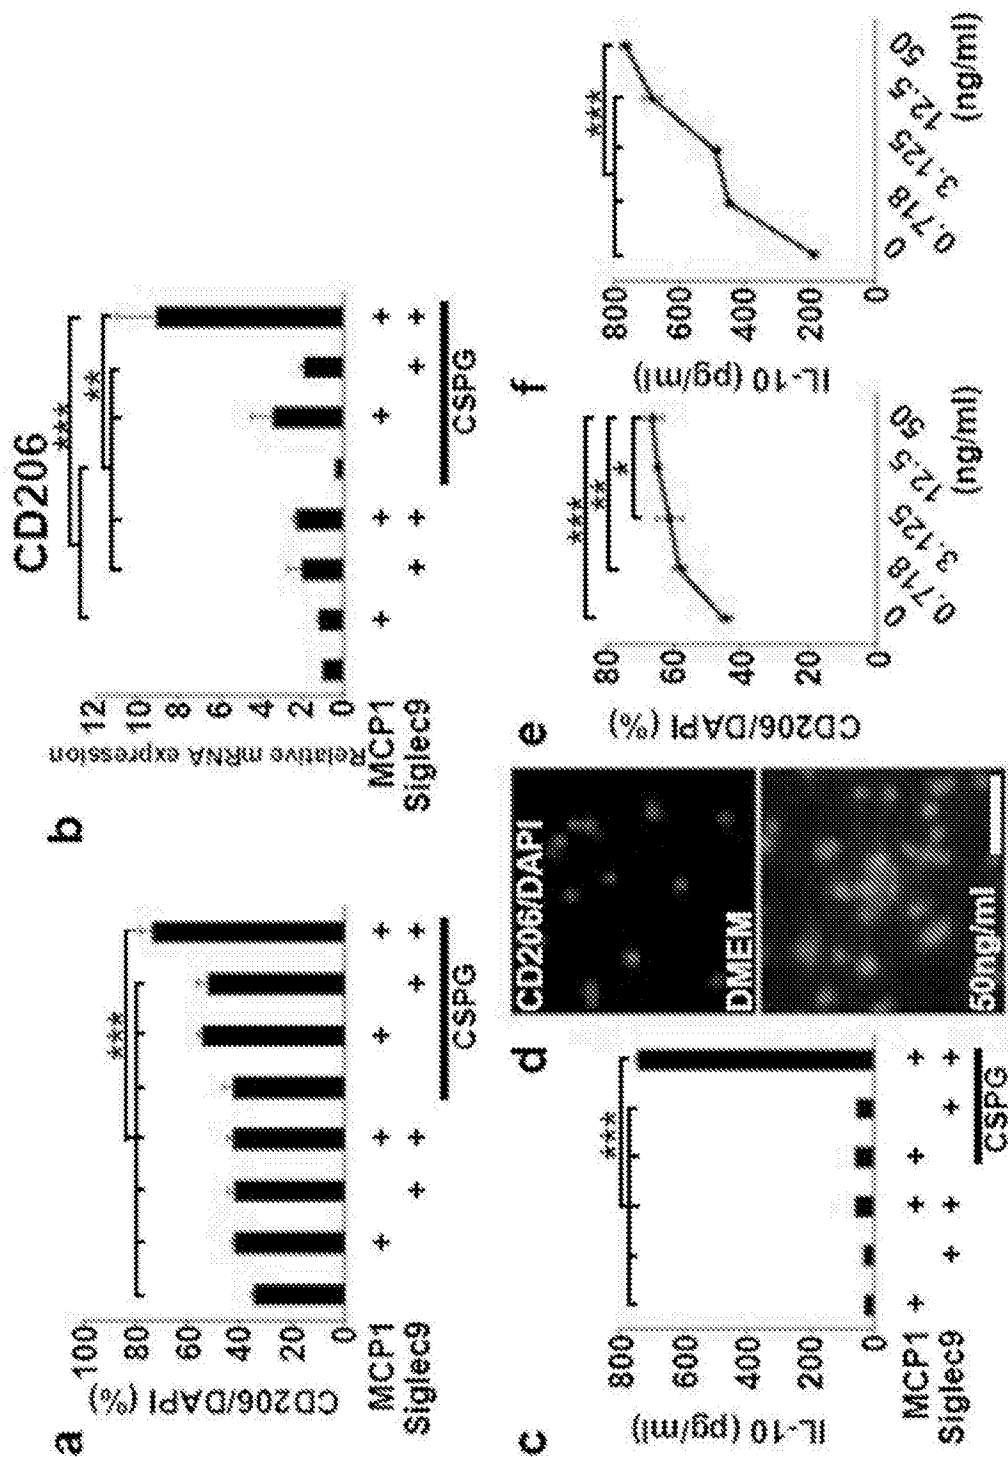 a
CD206/DAPI (%)
100
80
60
40
20
0
MCP1 + + + +
Siglec9 + + + +
CSPG
***
b
CD206
Relative mRNA expression
12
10
8
6
4
2
0
MCP1 + + + +
Siglec9 + + + +
CSPG
***
**
c
IL-10 (pg/ml)
800
600
400
200
0
MCP1 + + + +
Siglec9 + + + +
CSPG
***
d
CD206/DAPI
DMEM
50ng/ml
e
CD206/DAPI (%)
80
60
40
20
0
***
**
*
0 0.718 3.125 12.5 50
(ng/ml)
f
IL-10 (pg/ml)
800
600
400
200
0
***
0 0.718 3.125 12.5 50
(ng/ml)